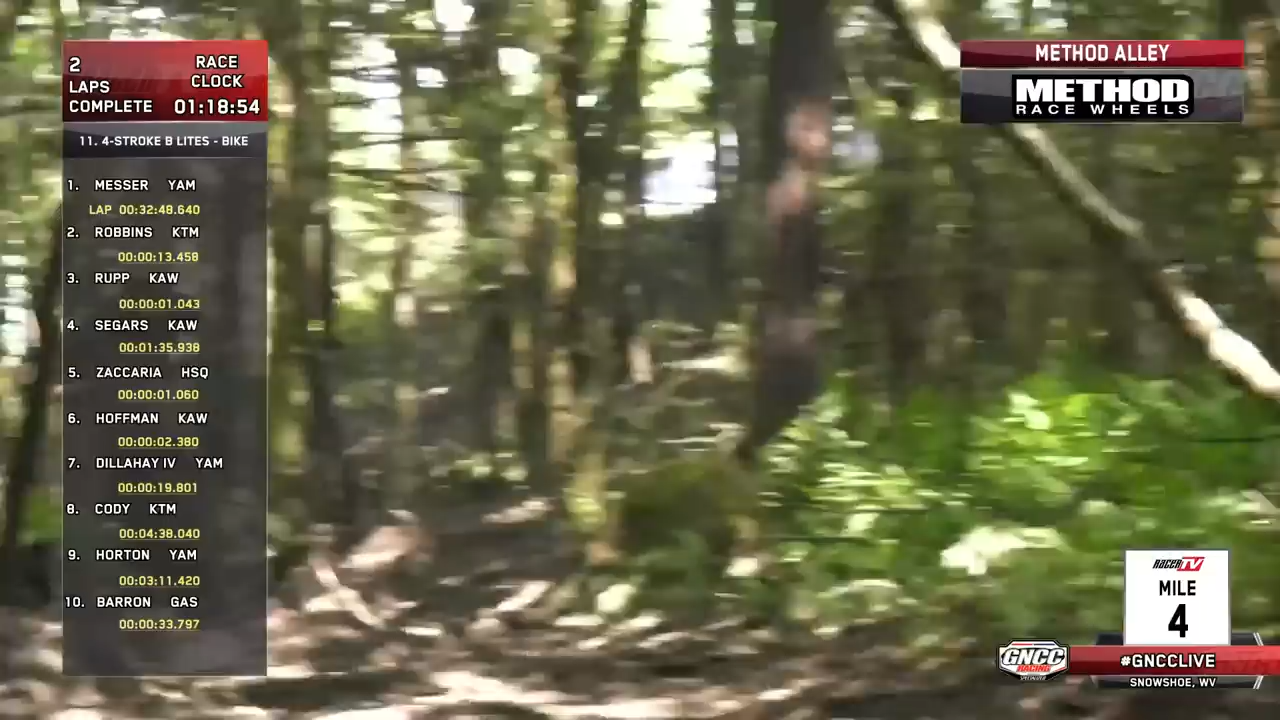 2
LAPS
COMPLETE
RACE
CLOCK
01:18:54
11. 4-STROKE B LITES - BIKE
1. MESSER YAM
LAP 00:32:48.640
2. ROBBINS KTM
00:00:13.458
3. RUPP KAW
00:00:01.043
4. SEGARS KAW
00:01:35.938
5. ZACCARIA HSQ
00:00:01.060
6. HOFFMAN KAW
00:00:02.380
7. DILLAHAY IV YAM
00:00:19.801
8. CODY KTM
00:04:38.040
9. HORTON YAM
00:03:11.420
10. BARRON GAS
00:00:33.797
METHOD ALLEY
METHOD
RACE WHEELS
RACER TV
MILE
4
GNCC
RACING
#GNCCLIVE
SNOWSHOE, WV